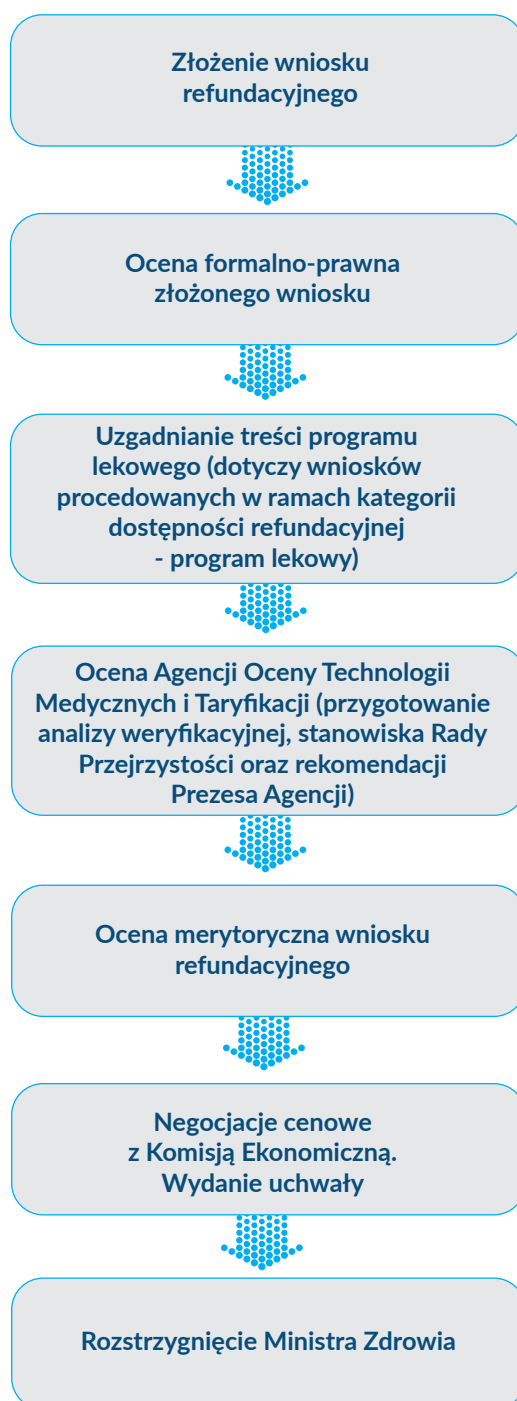 Złożenie wniosku
refundacyjnego
Ocena formalno-prawna
złożonego wniosku
Uzgadnianie treści programu
lekowego (dotyczy wniosków
procedowanych w ramach kategorii
dostępności refundacyjnej
- program lekowy)
Ocena Agencji Oceny Technologii
Medycznych i Taryfikacji (przygotowanie
analizy weryfikacyjnej, stanowiska Rady
Przejrzystości oraz rekomendacji
Prezesa Agencji)
Ocena merytoryczna wniosku
refundacyjnego
Negocjacje cenowe
z Komisją Ekonomiczną.
Wydanie uchwały
Rozstrzygnięcie Ministra Zdrowia